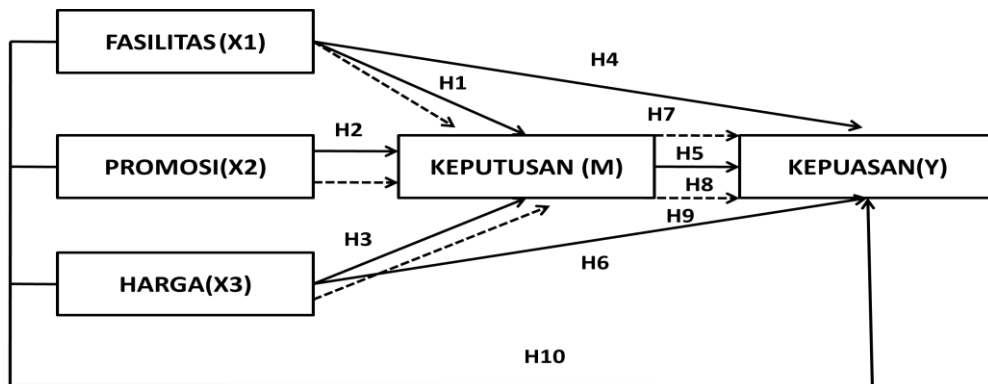 FASILITAS(X1)
H4
H1
H7
H2
PROMOSI(X2)
KEPUTUSAN (M)
H5
KEPUASAN(Y)
H8
H9
H3
H6
HARGA(X3)
H10